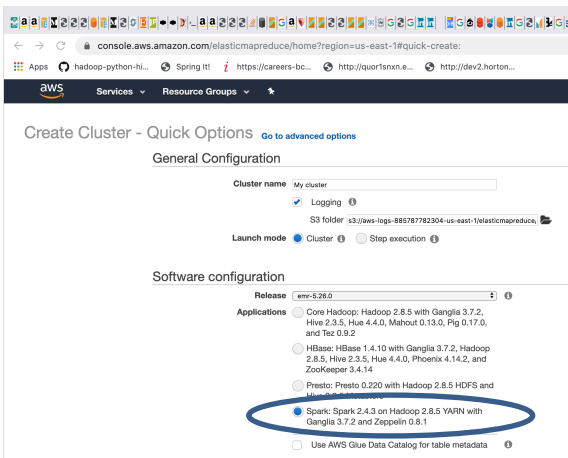 console.aws.amazon.com/elasticmapreduce/home?region=us-east-1#quick-create:
Apps hadoop-python-hi... Spring It! https://careers-bc... http://quor1snxn.e... http://dev2.horton...
aws Services Resource Groups
Create Cluster - Quick Options Go to advanced options
General Configuration
Cluster name My cluster
Logging
S3 folder s3://aws-logs-885787782304-us-east-1/elasticmapreduce/
Launch mode Cluster Step execution
Software configuration
Release emr-5.26.0
Applications Core Hadoop: Hadoop 2.8.5 with Ganglia 3.7.2,
Hive 2.3.5, Hue 4.4.0, Mahout 0.13.0, Pig 0.17.0,
and Tez 0.9.2
HBase: HBase 1.4.10 with Ganglia 3.7.2, Hadoop
2.8.5, Hive 2.3.5, Hue 4.4.0, Phoenix 4.14.2, and
ZooKeeper 3.4.14
Presto: Presto 0.220 with Hadoop 2.8.5 HDFS and
Spark: Spark 2.4.3 on Hadoop 2.8.5 YARN with
Ganglia 3.7.2 and Zeppelin 0.8.1
Use AWS Glue Data Catalog for table metadata